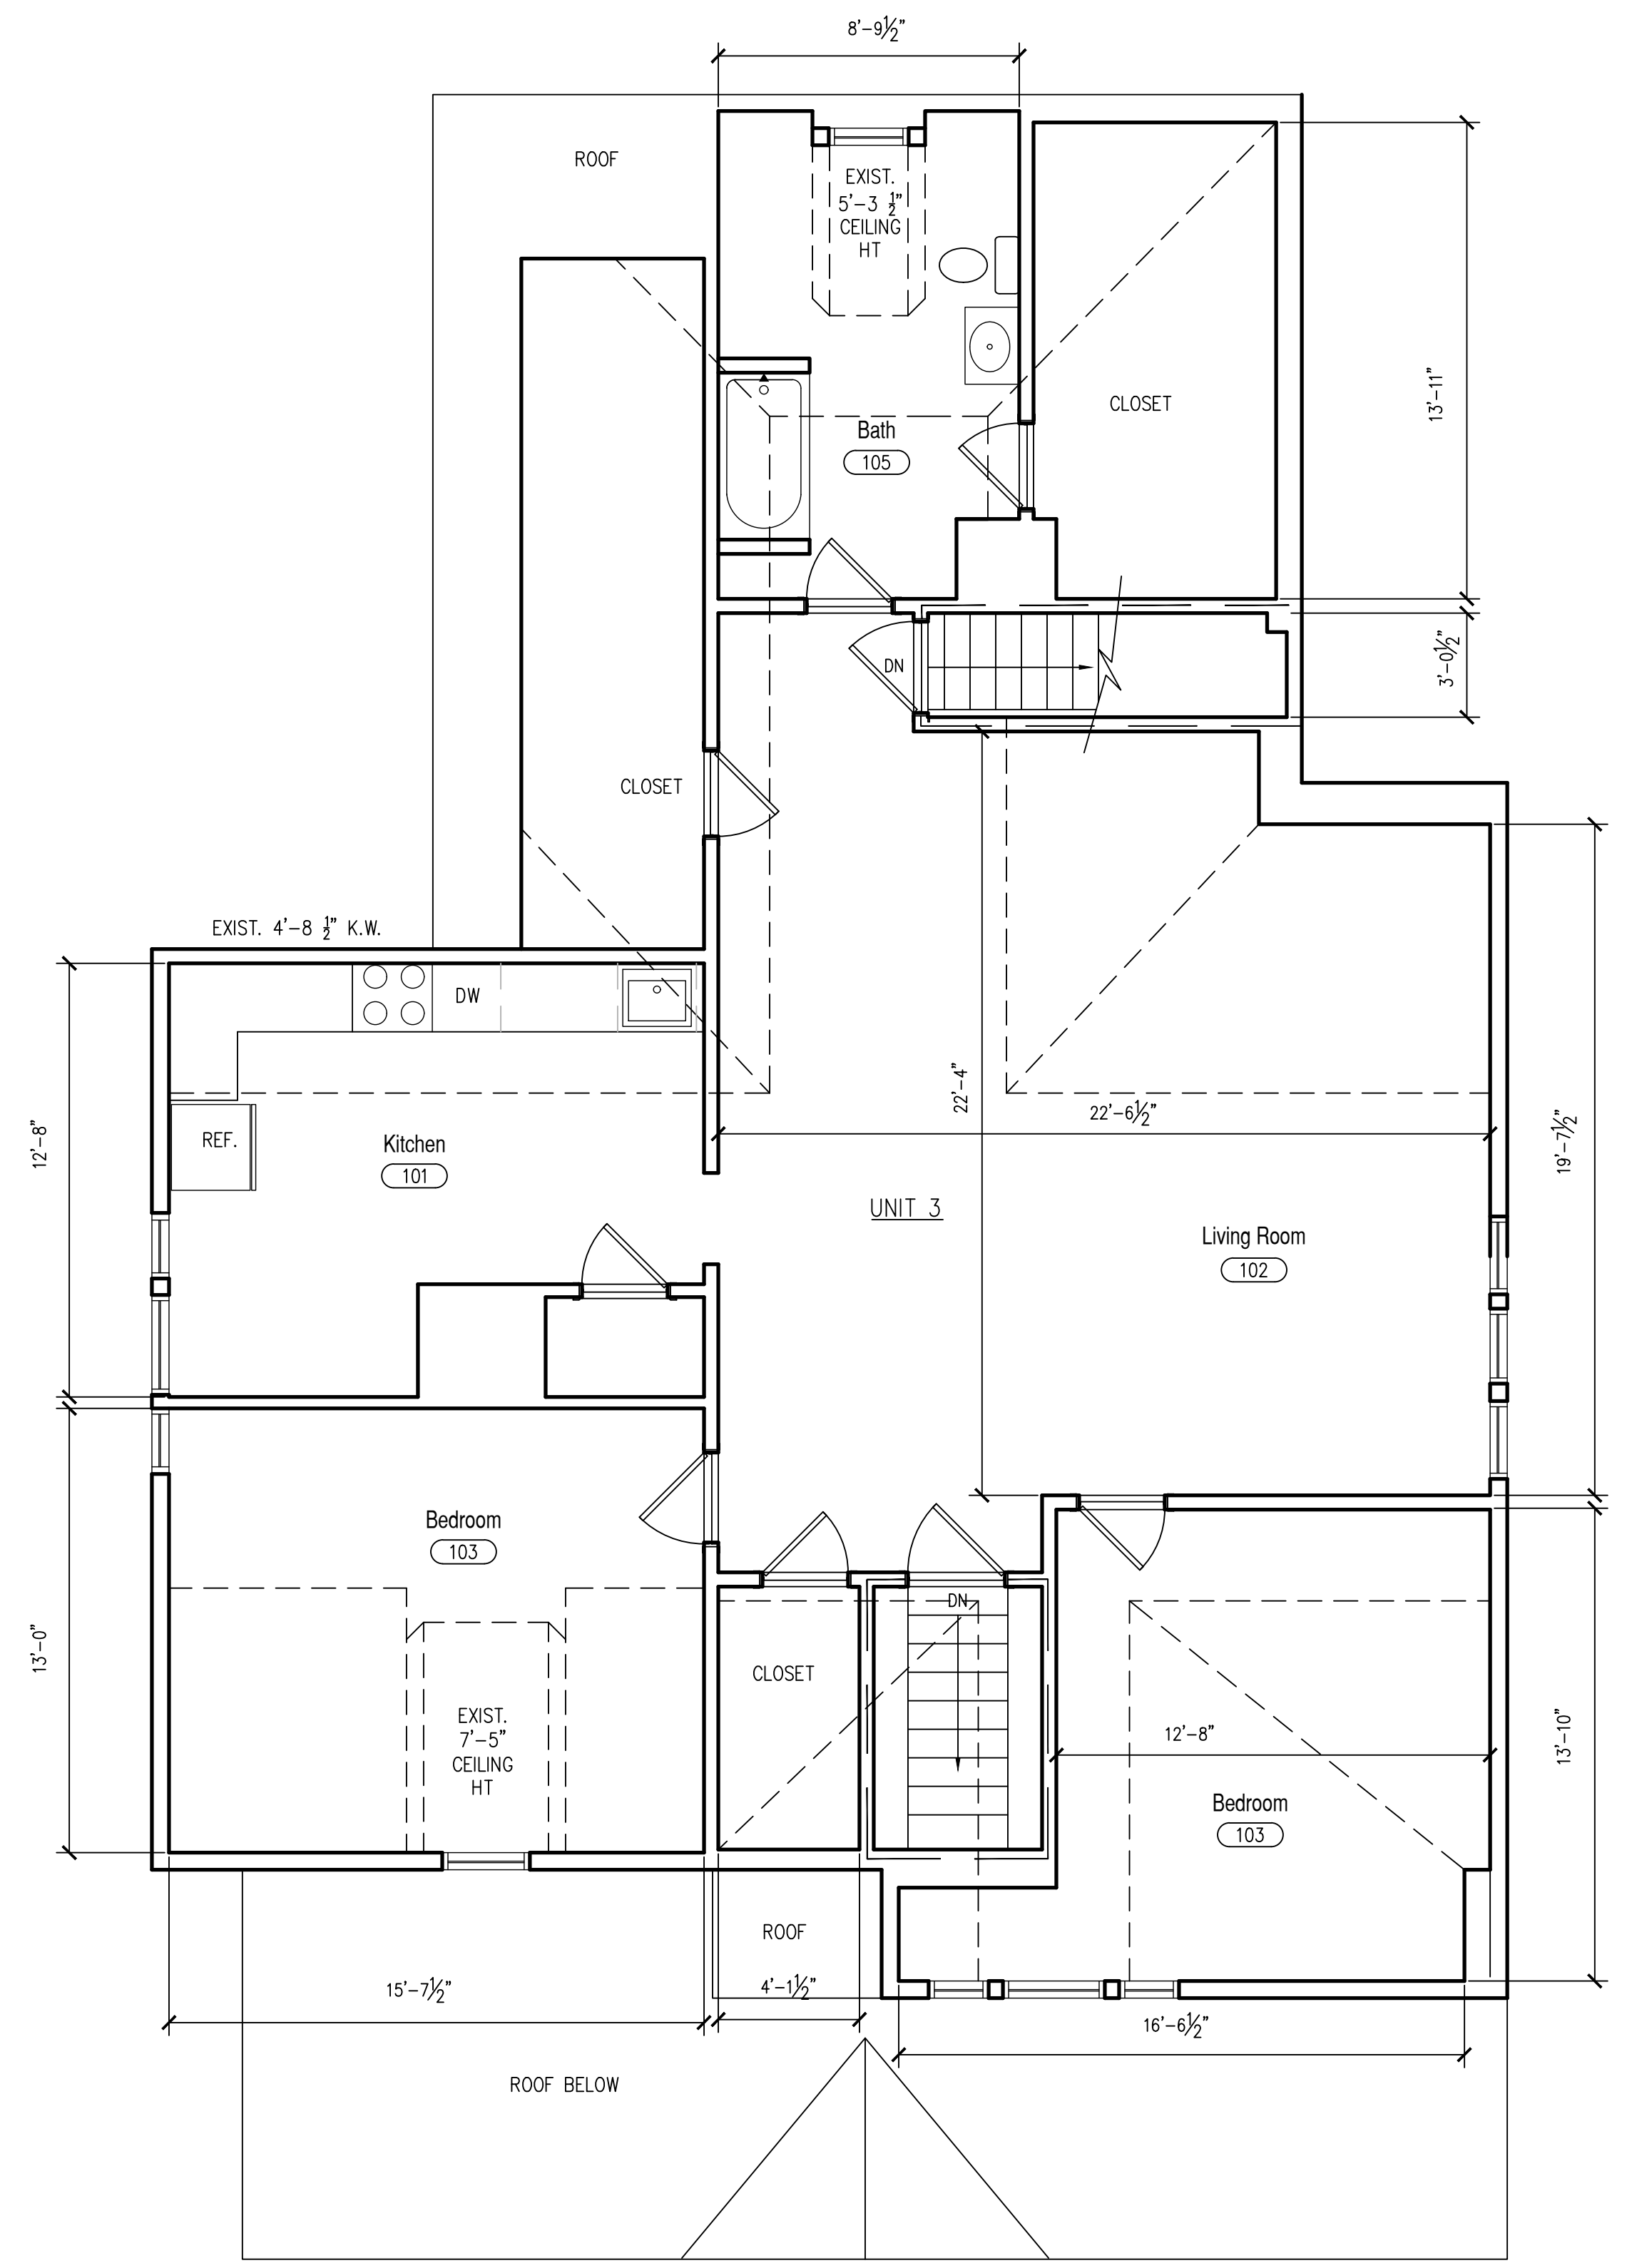 8'-9½"
ROOF
EXIST.
5'-3 ½"
CEILING
HT
13'-11"
CLOSET
Bath
105
3'-0½"
DN
CLOSET
EXIST. 4'-8 ½" K.W.
DW
22'-4"
22'-6½"
19'-7½"
12'-8"
REF.
Kitchen
101
UNIT 3
Living Room
102
Bedroom
103
DN
13'-0"
CLOSET
EXIST.
7'-5"
CEILING
HT
12'-8"
13'-10"
Bedroom
103
ROOF
15'-7½"
4'-1½"
16'-6½"
ROOF BELOW